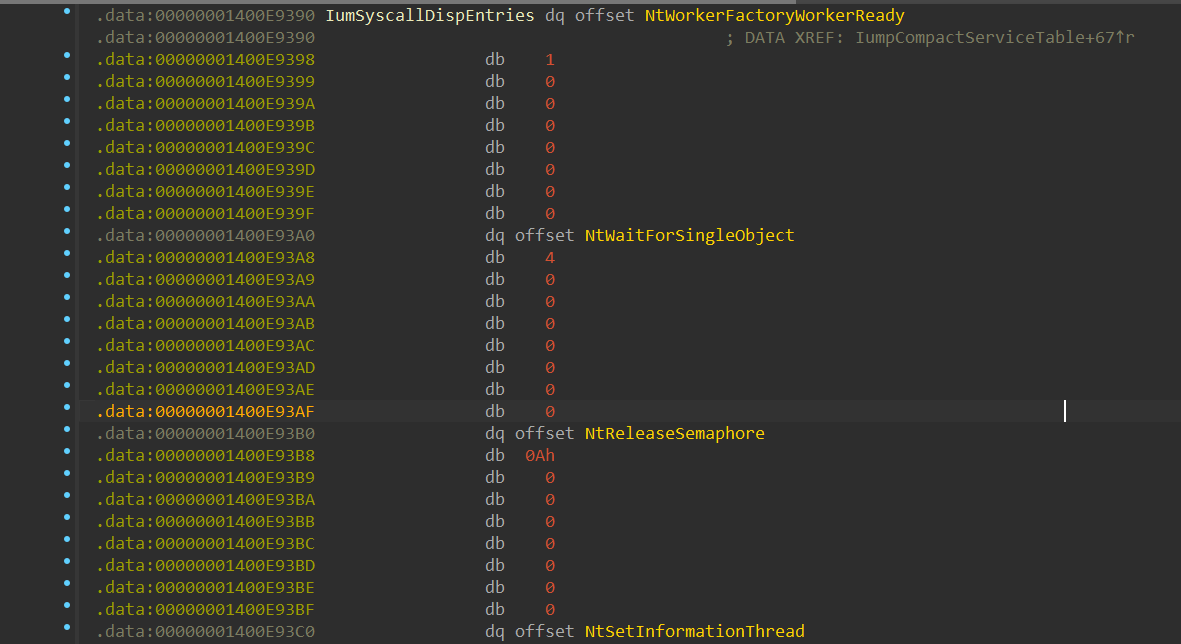 .data:00000001400E9390 IumSyscallDispEntries dq offset NtWorkerFactoryWorkerReady
.data:00000001400E9390 ; DATA XREF: IumpCompactServiceTable+67↑r
.data:00000001400E9398 db 1
.data:00000001400E9399 db 0
.data:00000001400E939A db 0
.data:00000001400E939B db 0
.data:00000001400E939C db 0
.data:00000001400E939D db 0
.data:00000001400E939E db 0
.data:00000001400E939F db 0
.data:00000001400E93A0 dq offset NtWaitForSingleObject
.data:00000001400E93A8 db 4
.data:00000001400E93A9 db 0
.data:00000001400E93AA db 0
.data:00000001400E93AB db 0
.data:00000001400E93AC db 0
.data:00000001400E93AD db 0
.data:00000001400E93AE db 0
.data:00000001400E93AF db 0
.data:00000001400E93B0 dq offset NtReleaseSemaphore
.data:00000001400E93B8 db 0Ah
.data:00000001400E93B9 db 0
.data:00000001400E93BA db 0
.data:00000001400E93BB db 0
.data:00000001400E93BC db 0
.data:00000001400E93BD db 0
.data:00000001400E93BE db 0
.data:00000001400E93BF db 0
.data:00000001400E93C0 dq offset NtSetInformationThread